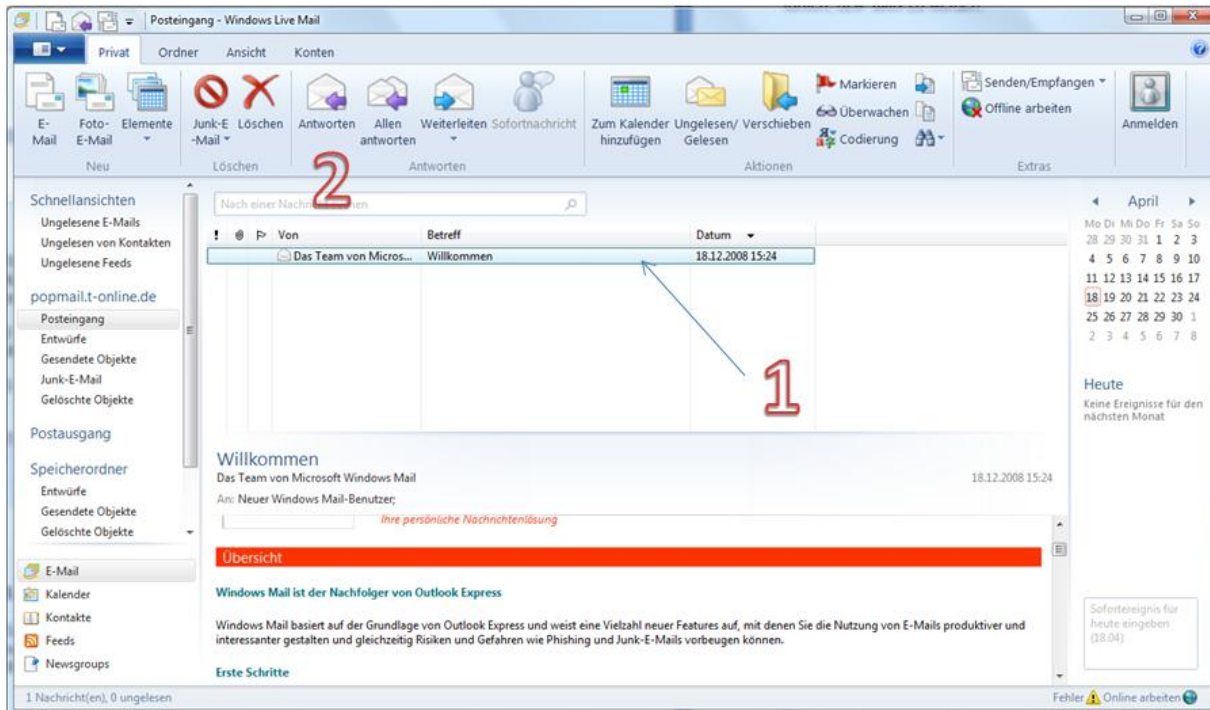 Posteingang - Windows Live Mail
Privat Ordner Ansicht Konten
E-Mail
Foto-E-Mail
Elemente
Neu
Junk-E-Mail
Löschen
Löschen
Antworten
Allen antworten
Weiterleiten
Sofortnachricht
Antworten
Zum Kalender hinzufügen
Ungelesen/Gelesen
Verschieben
Markieren
Überwachen
Codierung
Aktionen
Senden/Empfangen
Offline arbeiten
Extras
Anmelden
2
Schnellansichten
Ungelesene E-Mails
Ungelesen von Kontakten
Ungelesene Feeds
popmail.t-online.de
Posteingang
Entwürfe
Gesendete Objekte
Junk-E-Mail
Gelöschte Objekte
Postausgang
Speicherordner
Entwürfe
Gesendete Objekte
Gelöschte Objekte
E-Mail
Kalender
Kontakte
Feeds
Newsgroups
Nach einer
! Von Betreff Datum
Das Team von Micros... Willkommen 18.12.2008 15:24
1
Willkommen
Das Team von Microsoft Windows Mail 18.12.2008 15:24
An: Neuer Windows Mail-Benutzer;
Ihre persönliche Nachrichtenlösung
Übersicht
Windows Mail ist der Nachfolger von Outlook Express
Windows Mail basiert auf der Grundlage von Outlook Express und weist eine Vielzahl neuer Features auf, mit denen Sie die Nutzung von E-Mails produktiver und
interessanter gestalten und gleichzeitig Risiken und Gefahren wie Phishing und Junk-E-Mails vorbeugen können.
Erste Schritte
April
Mo Di Mi Do Fr Sa So
28 29 30 31 1 2 3
4 5 6 7 8 9 10
11 12 13 14 15 16 17
18 19 20 21 22 23 24
25 26 27 28 29 30 1
2 3 4 5 6 7 8
Heute
Keine Ereignisse für den
nächsten Monat
Sofortereignis für
heute eingeben
(18.04)
1 Nachricht(en), 0 ungelesen
Fehler Online arbeiten